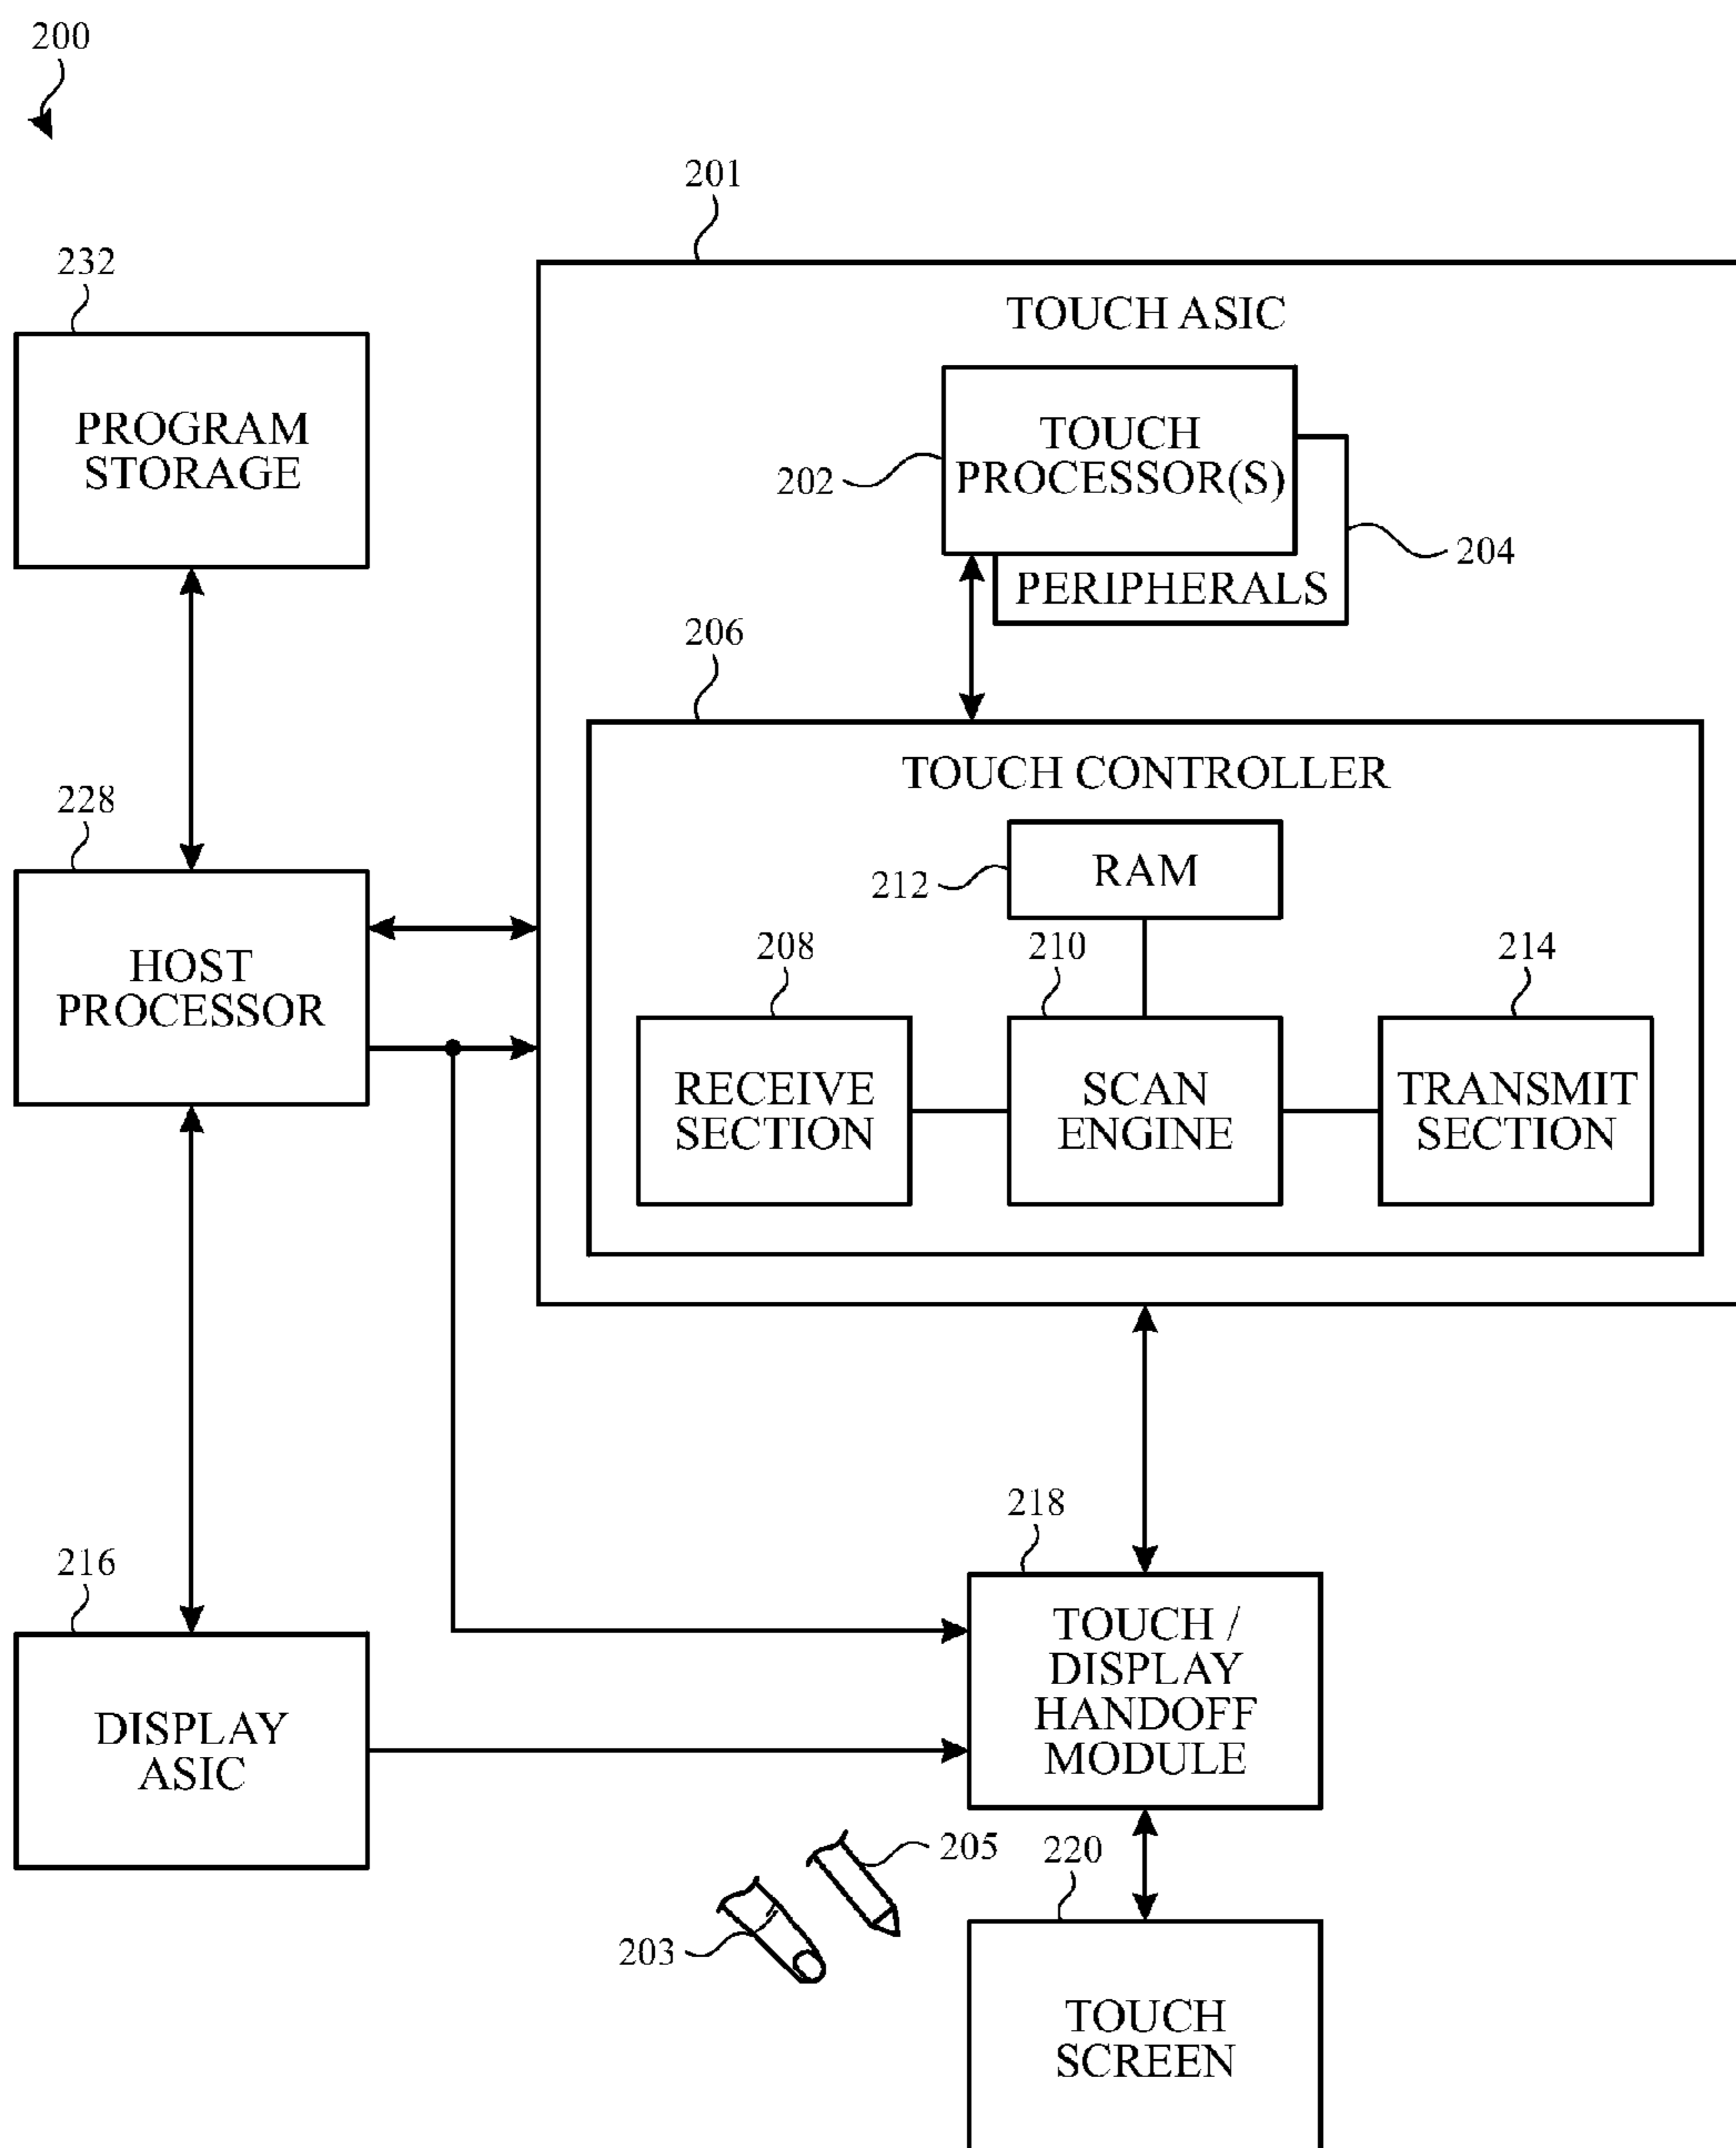 200
201
232
TOUCH ASIC
PROGRAM
STORAGE
TOUCH
PROCESSOR(S)
202
204
PERIPHERALS
206
TOUCH CONTROLLER
228
RAM
212
208
210
214
HOST
PROCESSOR
RECEIVE
SECTION
SCAN
ENGINE
TRANSMIT
SECTION
218
216
TOUCH /
DISPLAY
HANDOFF
MODULE
DISPLAY
ASIC
205
220
203
TOUCH
SCREEN